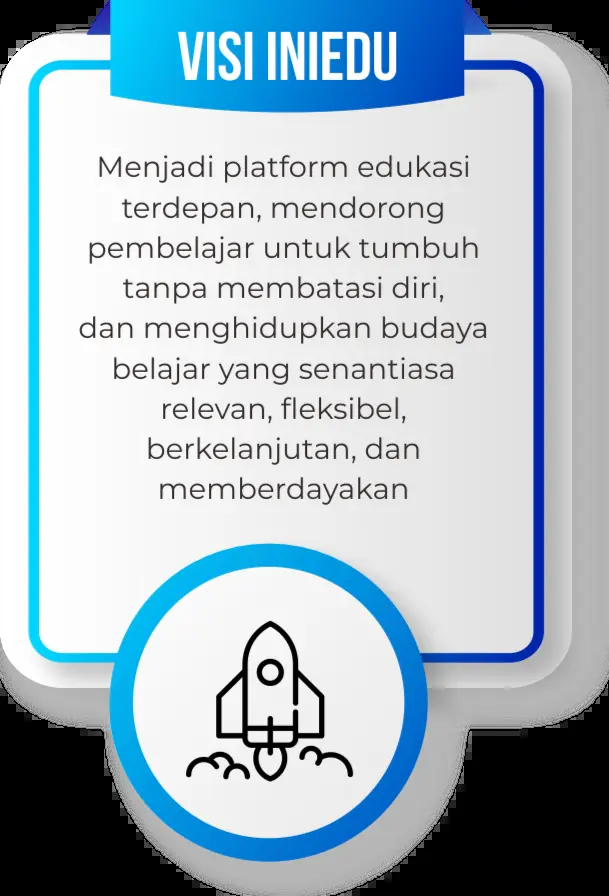 VISI INIEDU
Menjadi platform edukasi
terdepan, mendorong
pembelajar untuk tumbuh
tanpa membatasi diri,
dan menghidupkan budaya
belajar yang senantiasa
relevan, fleksibel,
berkelanjutan, dan
memberdayakan